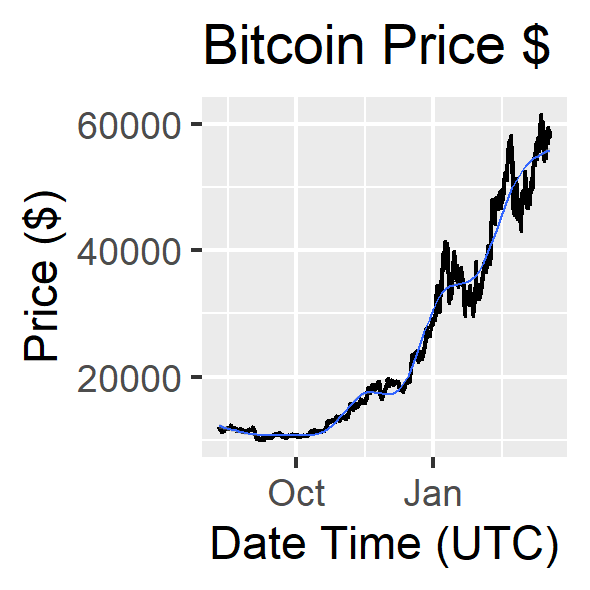 Bitcoin Price $
60000
40000
20000
Price ($)
Oct Jan
Date Time (UTC)